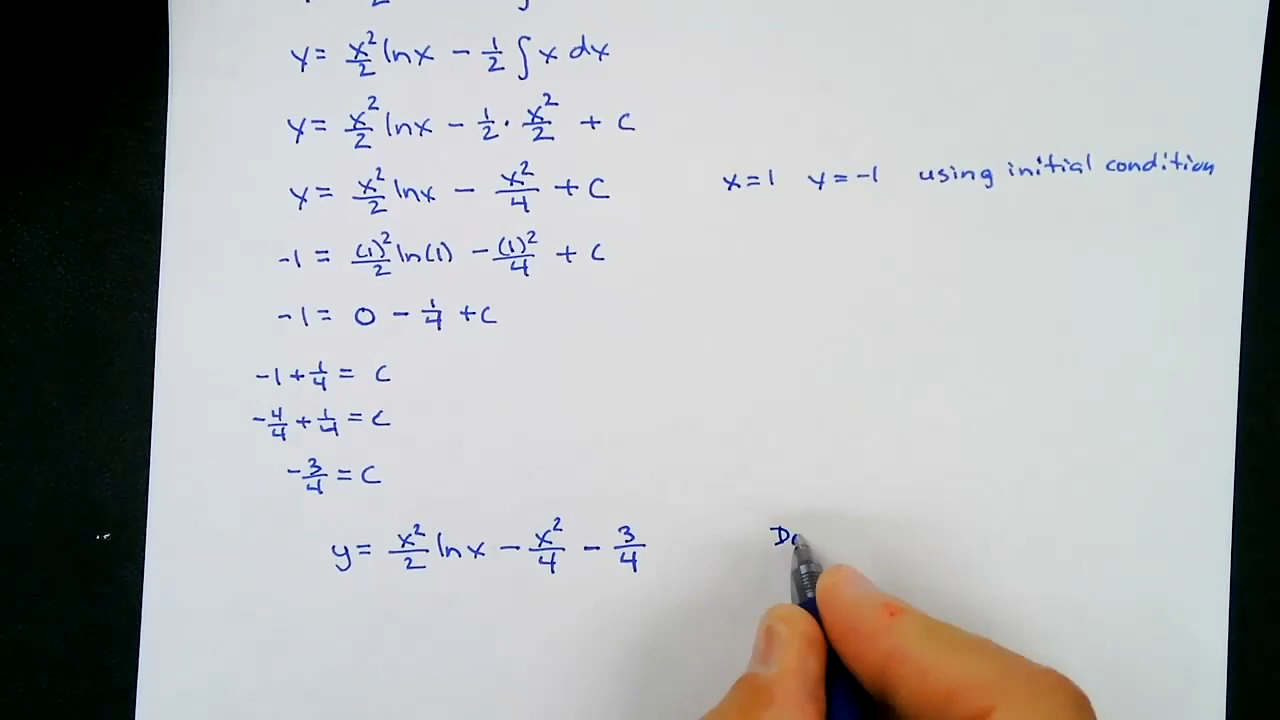 y = x²/2 ln x - 1/2 ∫ x dx
y = x²/2 ln x - 1/2 · x²/2 + C
y = x²/2 ln x - x²/4 + C
x = 1 y = -1 using initial condition
-1 = (1)²/2 ln(1) - (1)²/4 + C
-1 = 0 - 1/4 + C
-1 + 1/4 = C
-4/4 + 1/4 = C
-3/4 = C
y = x²/2 ln x - x²/4 - 3/4